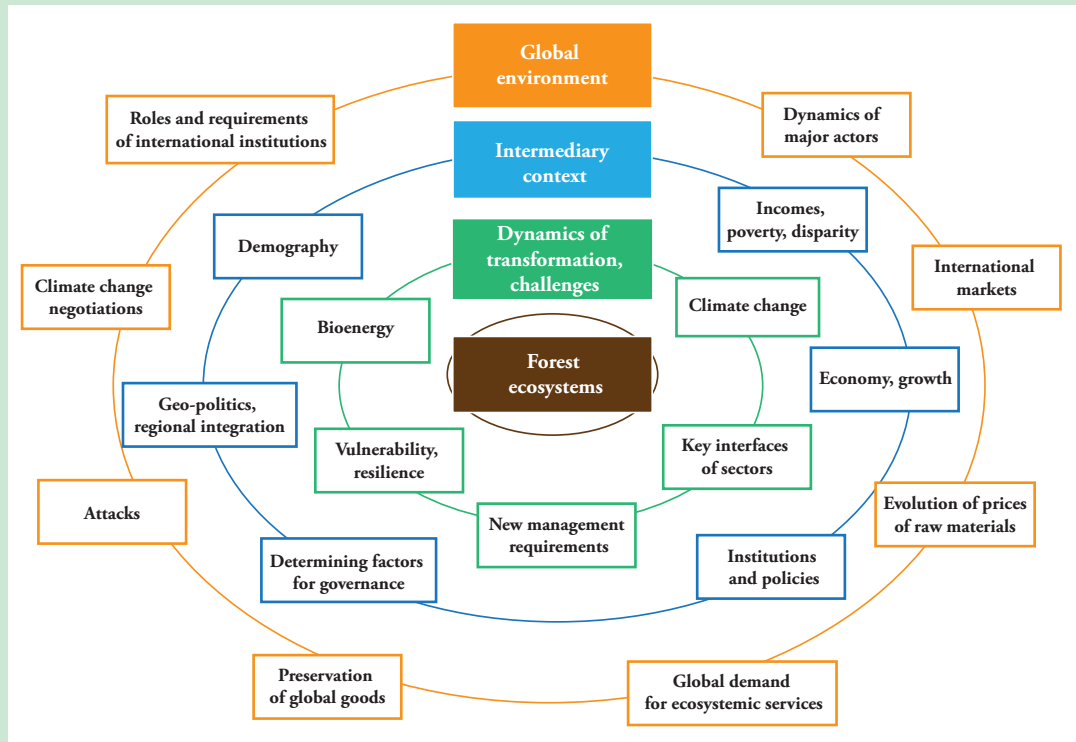 Global
environment
Roles and requirements
of international institutions
Dynamics of
major actors
Intermediary
context
Incomes,
poverty, disparity
Demography
Dynamics of
transformation,
challenges
International
markets
Climate change
negotiations
Climate change
Bioenergy
Forest
ecosystems
Economy, growth
Geo-politics,
regional integration
Vulnerability,
resilience
Key interfaces
of sectors
Attacks
Evolution of prices
of raw materials
New management
requirements
Determining factors
for governance
Institutions
and policies
Preservation
of global goods
Global demand
for ecosystemic services